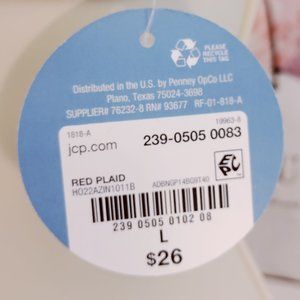 PLEASE
RECYCLE
THIS TAG
Distributed in the U.S. by Penney OpCo LLC
Plano, Texas 75024-3698
SUPPLIER# 76232-8 RN# 93677 RF-01-818-A
1818-A 19963-8
jcp.com 239-0505 0083
RED PLAID
HO22AZIN1011B ADBNGP14BG9T40
239 0505 0102 08
L
$26